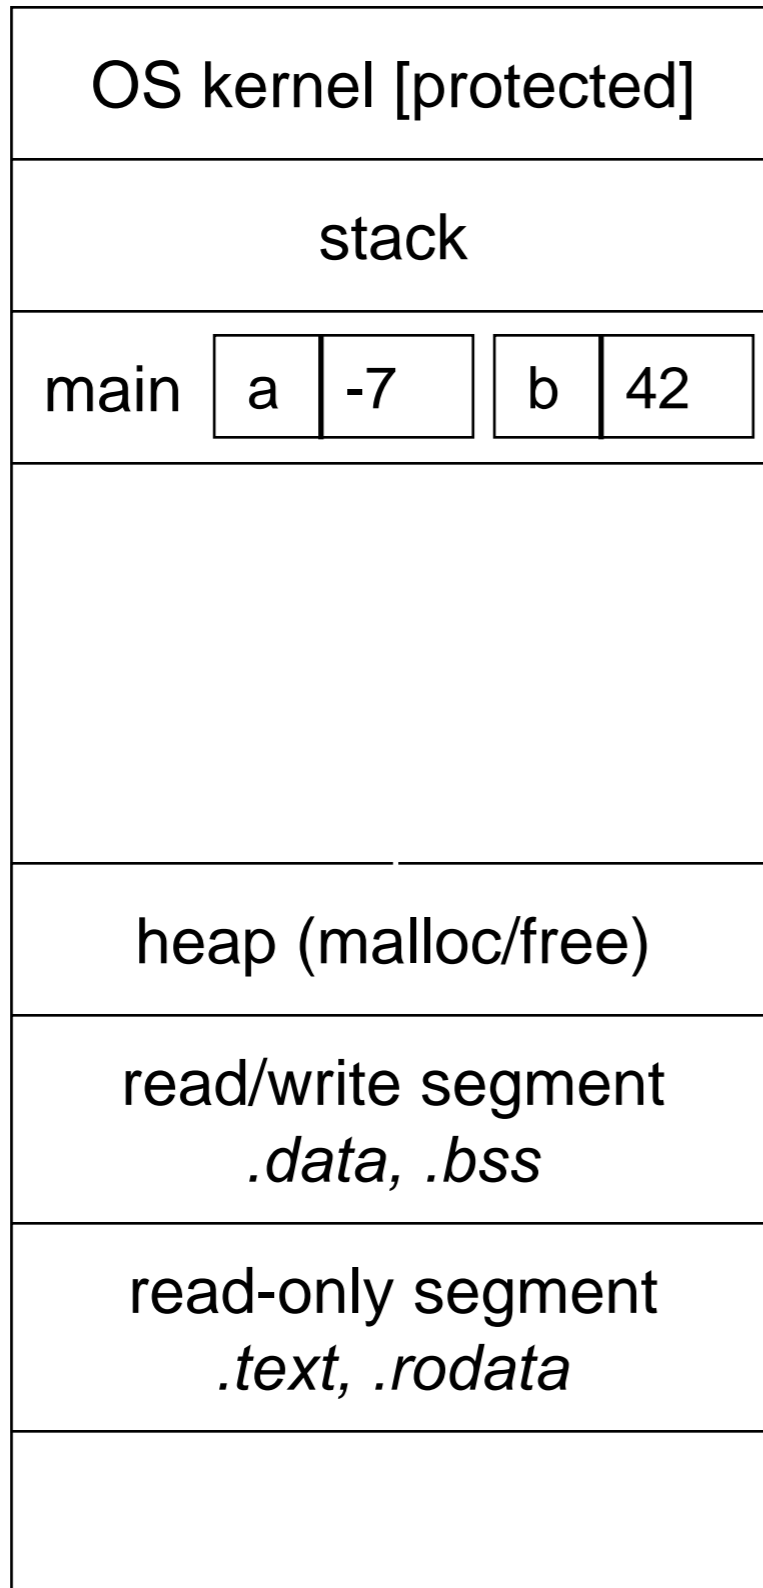 OS kernel [protected]
stack
main a -7 b 42
heap (malloc/free)
read/write segment
.data, .bss
read-only segment
.text, .rodata